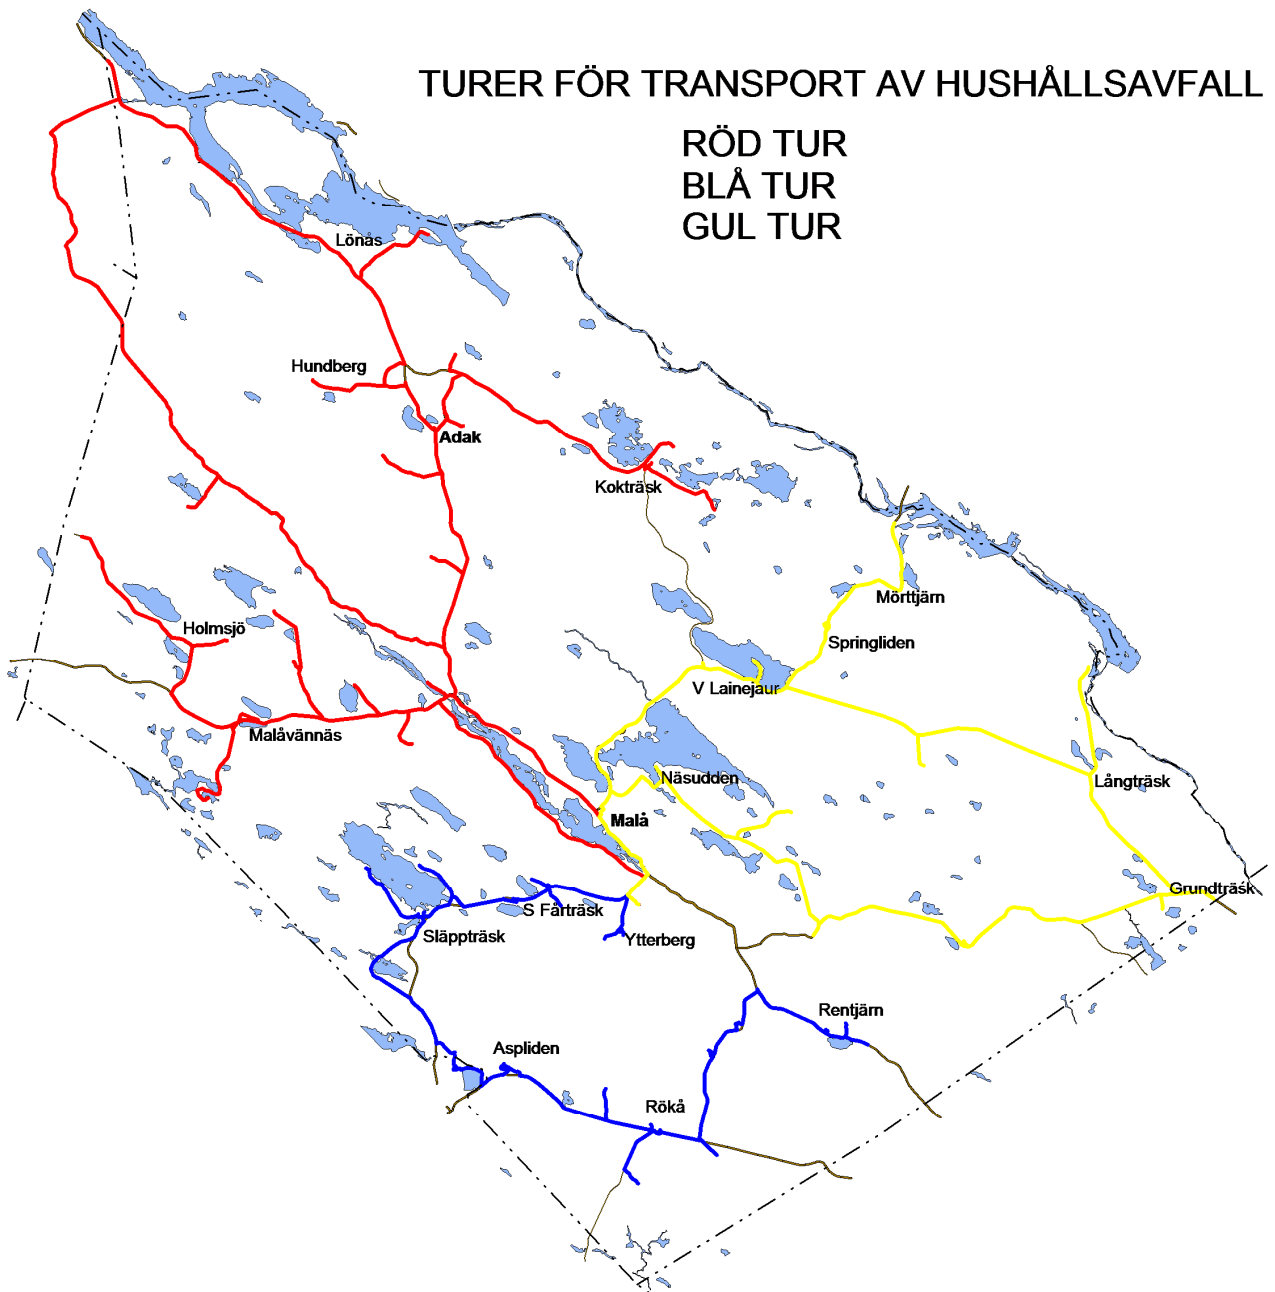 TURER FÖR TRANSPORT AV HUSHÅLLSAVFALL
RÖD TUR
BLÅ TUR
GUL TUR
Lönås
Hundberg
Adak
Kokträsk
Mörttjärn
Holmsjö
Springliden
V Lainejaur
Malåvännäs
Näsudden
Långträsk
Malå
Grundträsk
S Fårträsk
Släppträsk
Ytterberg
Rentjärn
Aspliden
Rökå